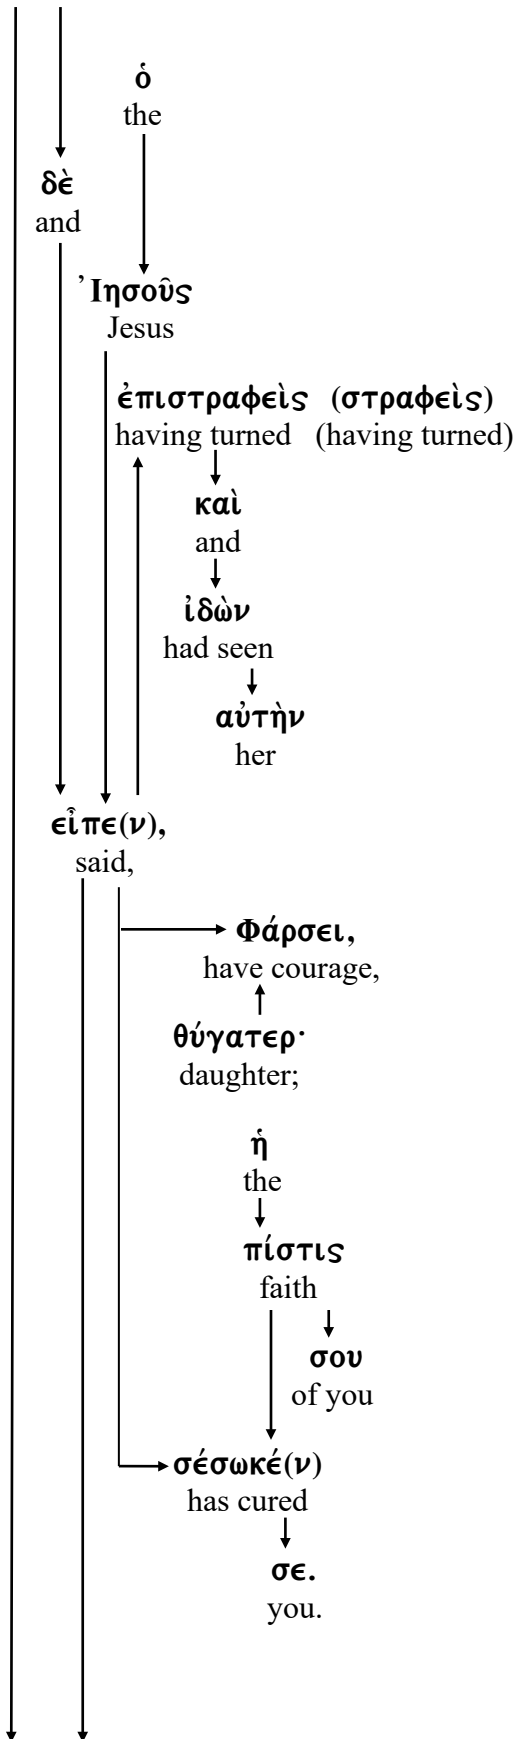 ὁ
the
δὲ
and
Ἰησοῦς
Jesus
ἐπιστραφεὶς (στραφεὶς)
having turned (having turned)
καὶ
and
ἰδὼν
had seen
αὐτὴν
her
εἶπε(ν),
said,
Φάρσει,
have courage,
θύγατερ·
daughter;
ἡ
the
πίστις
faith
σου
of you
σέσωκέ(ν)
has cured
σε.
you.